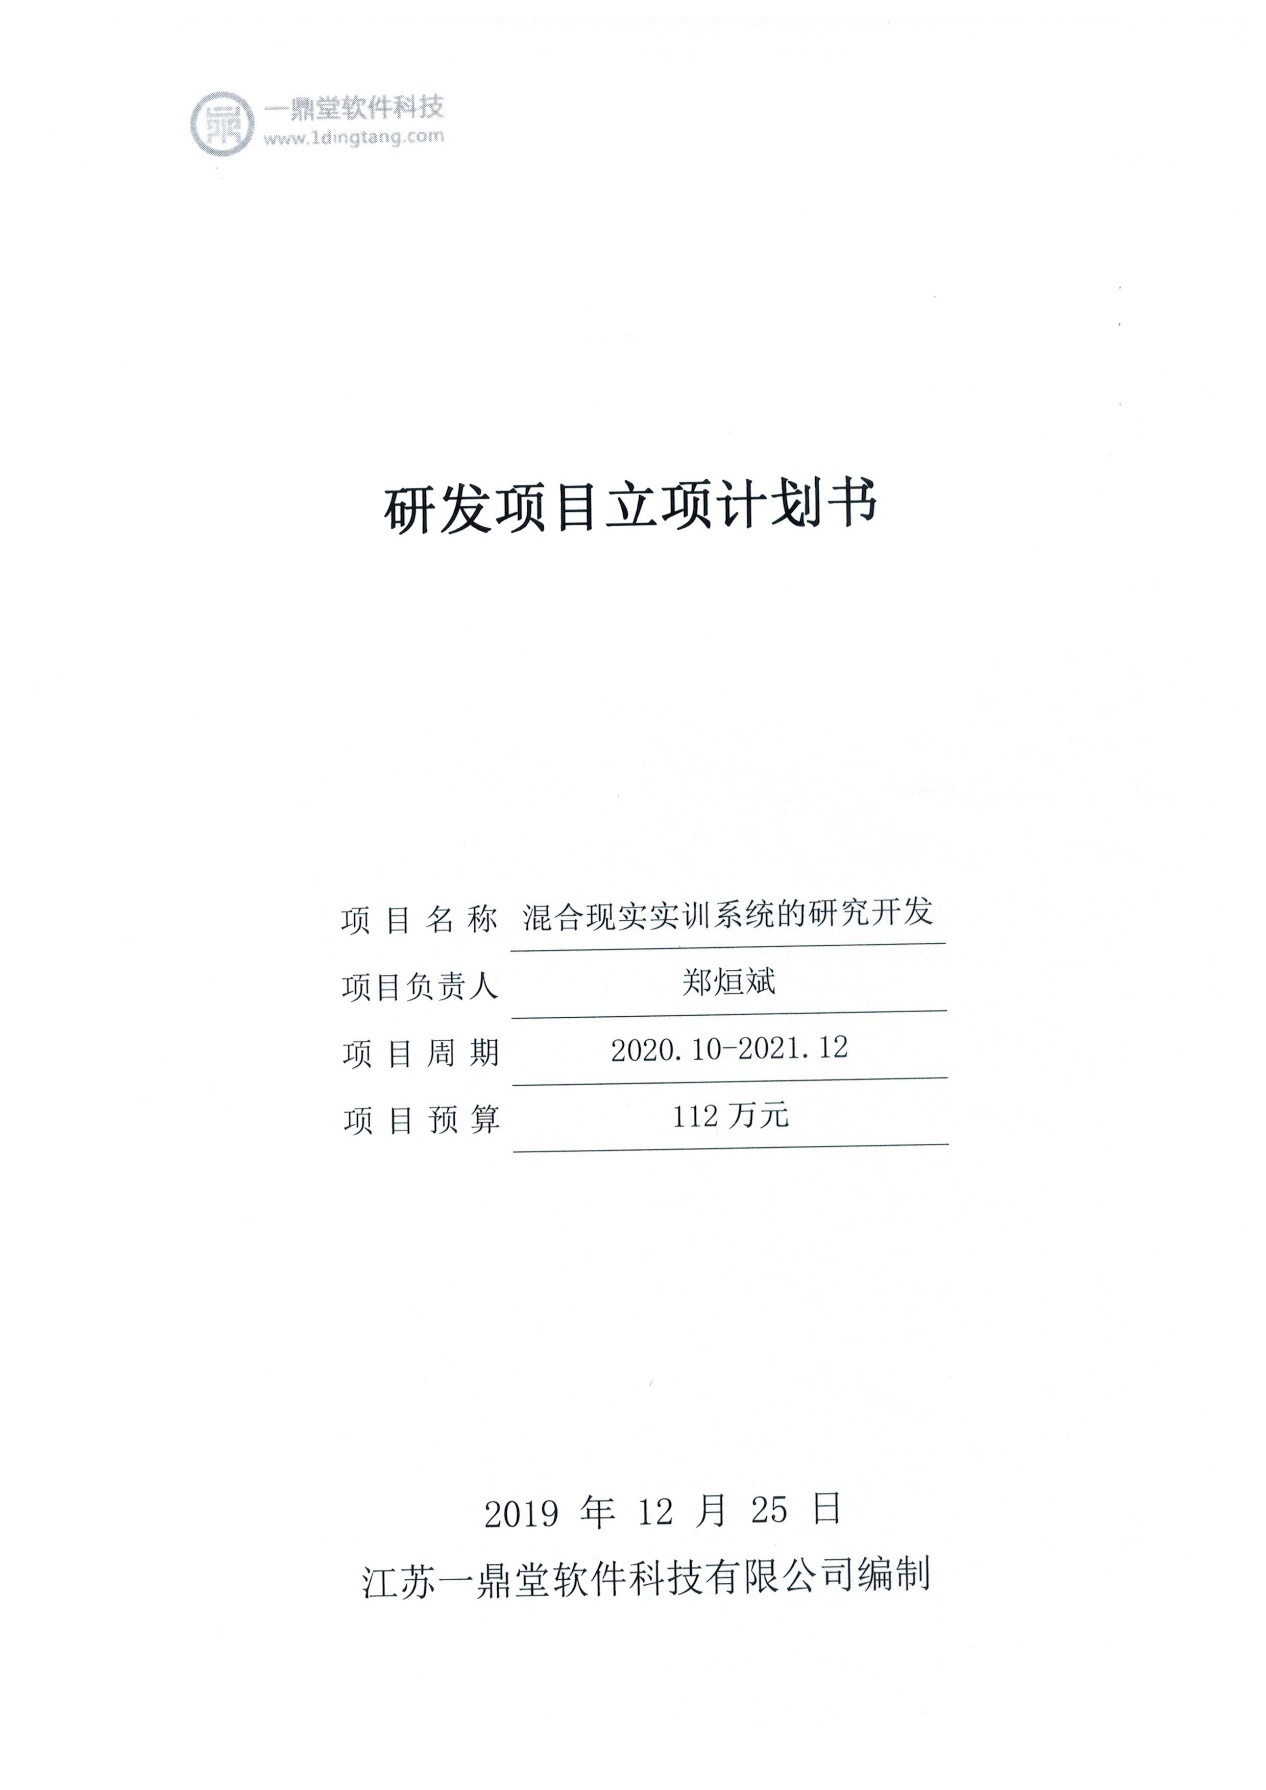 一鼎堂软件科技
www.1dingtang.com
研发项目立项计划书
项目名称 混合现实实训系统的研究开发
项目负责人 郑烜斌
项目周期 2020.10-2021.12
项目预算 112万元
2019 年 12 月 25 日
江苏一鼎堂软件科技有限公司编制